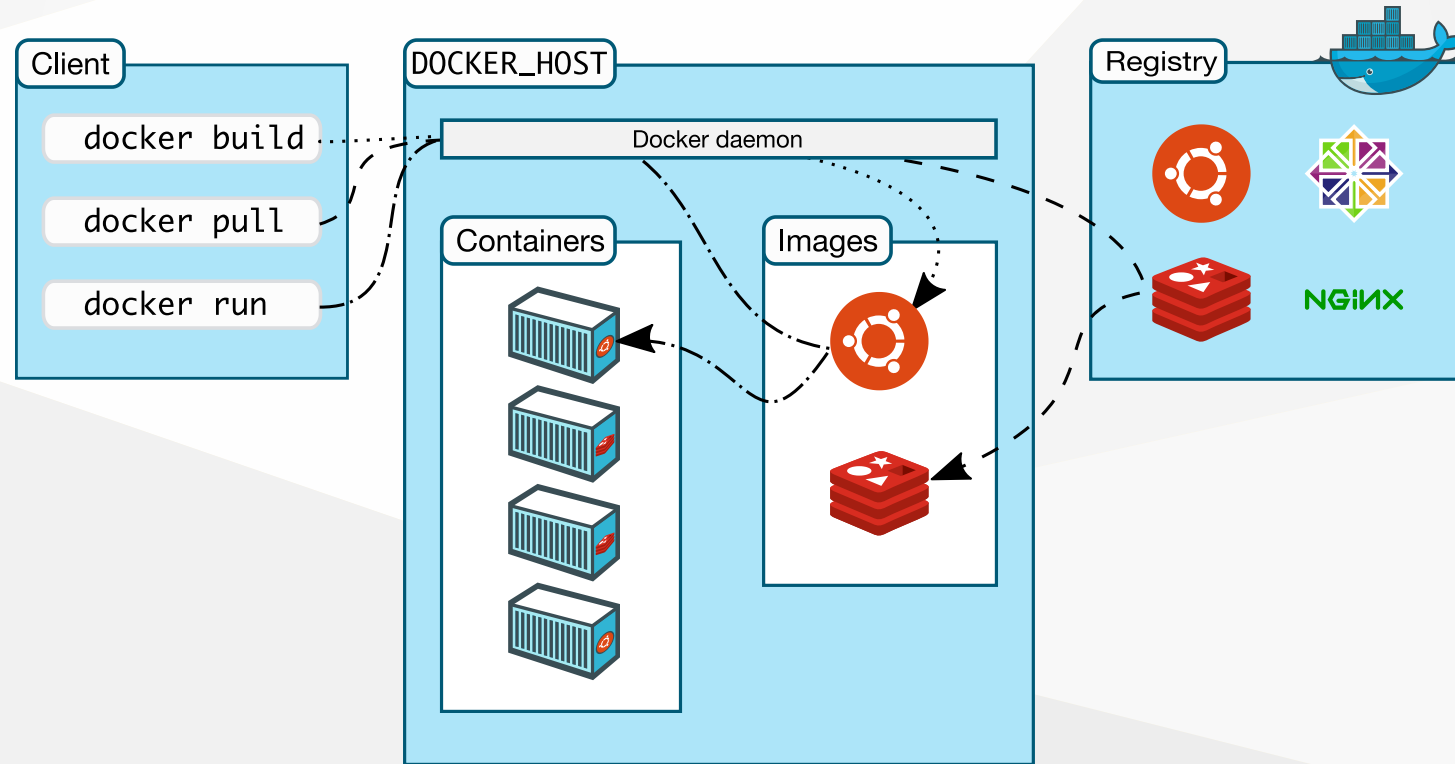 Client
docker build
docker pull
docker run
DOCKER_HOST
Docker daemon
Containers
Images
Registry
NGiNX